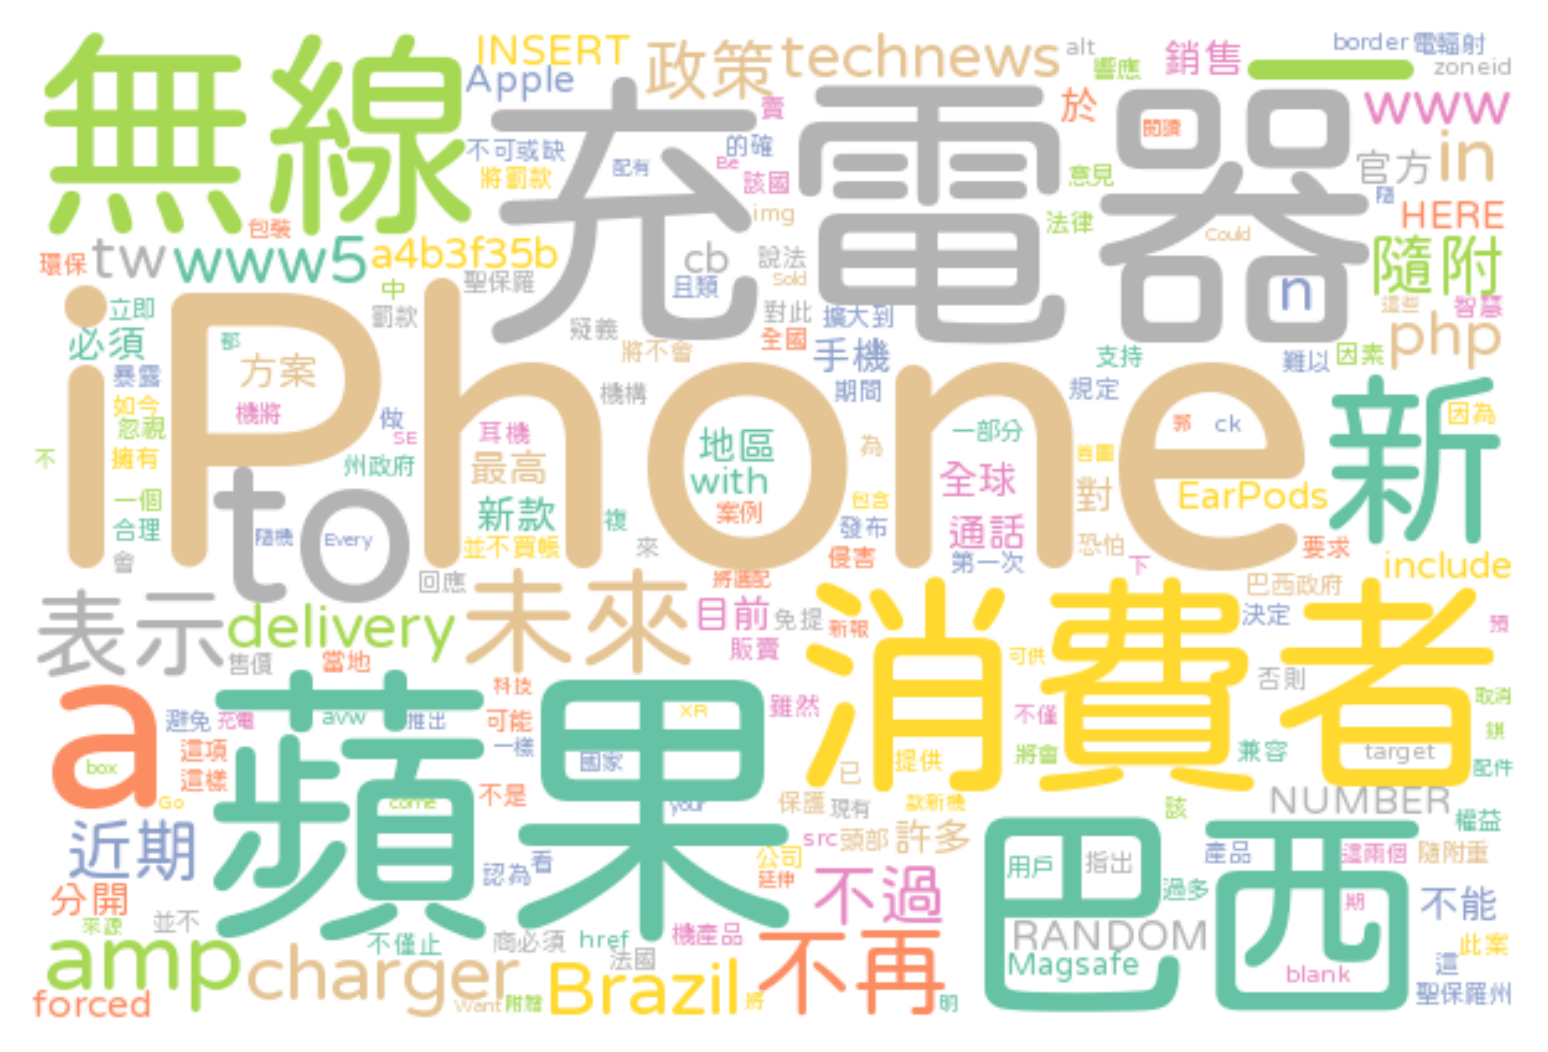 無線
INSERT
Apple
政策
technews
alt
響應
銷售
一
border
電輻射
zoneid
賣
於
www
充電器
閱讀
不可或缺
將罰款
配有
的確
Be
該國
意見
官方
in
隨
img
法律
Could
HERE
包裝
環保
tw
www5
a4b3f35b
聖保羅
中
cb
說法
Sold
且類
n
隨附
這些
智慧
立即
必須
罰款
疑義
對此
擴大到
全國
將不會
手機
支持
難以
因素
php
iPhone
都
方案
暴露
如今
忽視
機將
做
SE
機構
期間
規定
新
因為
不
擁有
州政府
耳機
最高
地區
with
為
一部分
全球
首圖
郭
ck
對
EarPods
一個
合理
會
to
隨機
Every
新款
並不買帳
複
來
案例
包含
發布
侵害
通話
第一次
恐怕
下
要求
include
回應
將匹配
巴西政府
表示
delivery
售價
當地
未來
目前
免提
新報
販賣
消費者
決定
預
可供
否則
a
box
Go
避免
充電
這項
這樣
avw
推出
科技
可能
一樣
不是
蘋果
come
XR
國家
your
雖然
不僅
將會
提供
已
兼容
target
取消
配件
保護
現有
款新機
該
NUMBER
權益
近期
認為
看
公司
延伸
src
頭部
許多
巴西
用戶
指出
過多
產品
這兩個
隨附重
分開
來源
並不
不過
期
不能
amp
不僅止
商必須
href
機產品
法國
RANDOM
Magsafe
blank
此案
這
聖保羅州
forced
charger
Want
附贈
Brazil
將
不再
明